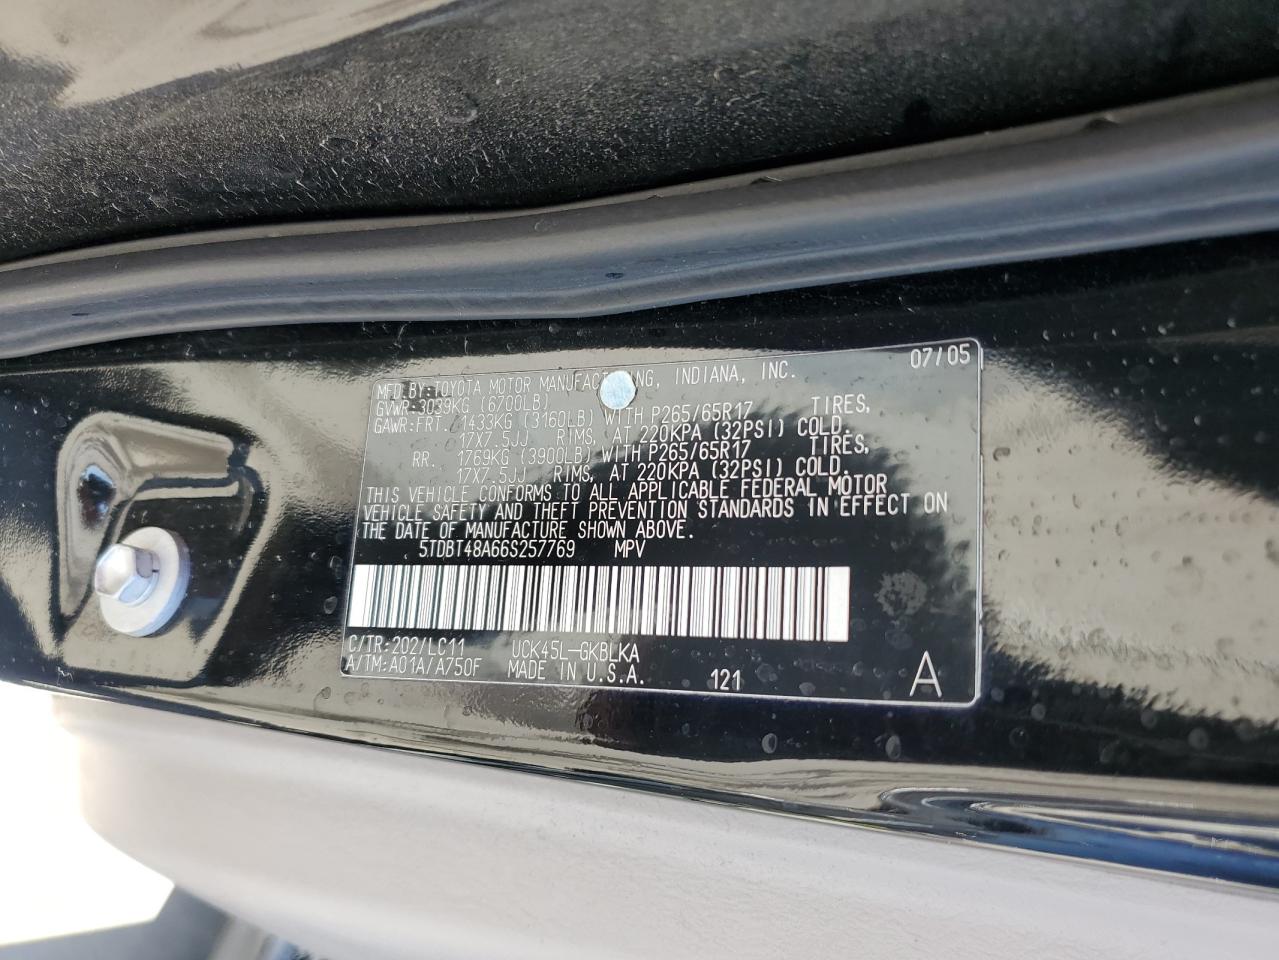 MFD BY: TOYOTA MOTOR MANUFACTURING, INDIANA, INC. 07/05
GVWR 3039KG (6700LB)
GAWR:FRT. 1433KG (3160LB) WITH P265/65R17 TIRES,
17X7.5JJ RIMS, AT 220KPA (32PSI) COLD.
RR. 1769KG (3900LB) WITH P265/65R17 TIRES,
17X7.5JJ RIMS, AT 220KPA (32PSI) COLD.
THIS VEHICLE CONFORMS TO ALL APPLICABLE FEDERAL MOTOR
VEHICLE SAFETY AND THEFT PREVENTION STANDARDS IN EFFECT ON
THE DATE OF MANUFACTURE SHOWN ABOVE.
5TDBT48A66S257769 MPV
C/TR:202/LC11 UCK45L-GKBLKA
A/TM:A01A/A750F MADE IN U.S.A. 121 A